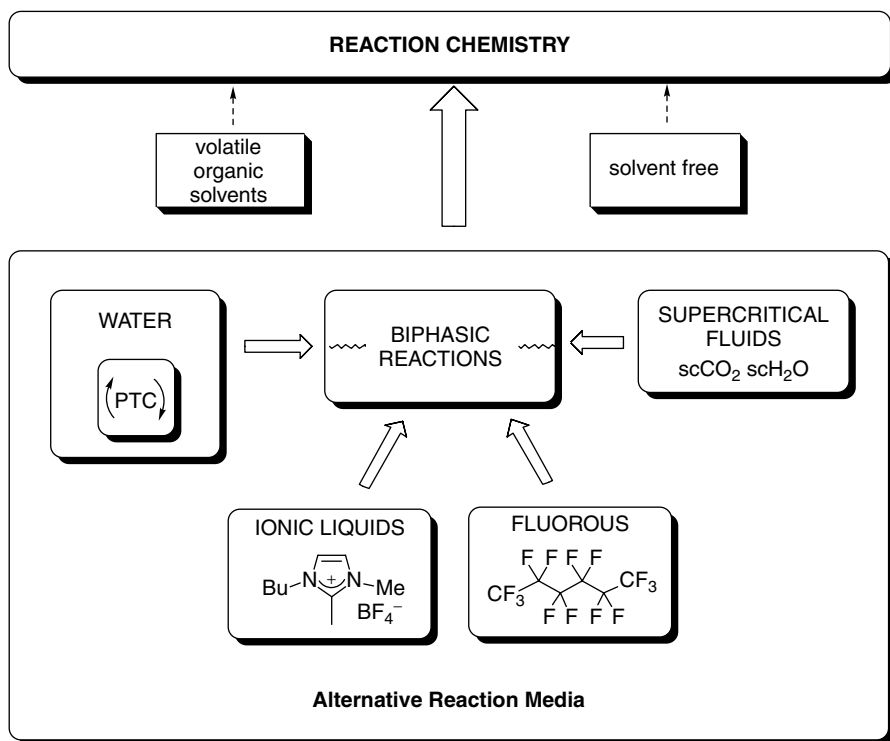 REACTION CHEMISTRY
volatile
organic
solvents
solvent free
WATER
PTC
BIPHASIC
REACTIONS
SUPERCRITICAL
FLUIDS
scCO₂ scH₂O
IONIC LIQUIDS
Bu N + N Me
BF₄⁻
FLUOROUS
F F F F
CF₃ CF₃
F F F F
Alternative Reaction Media